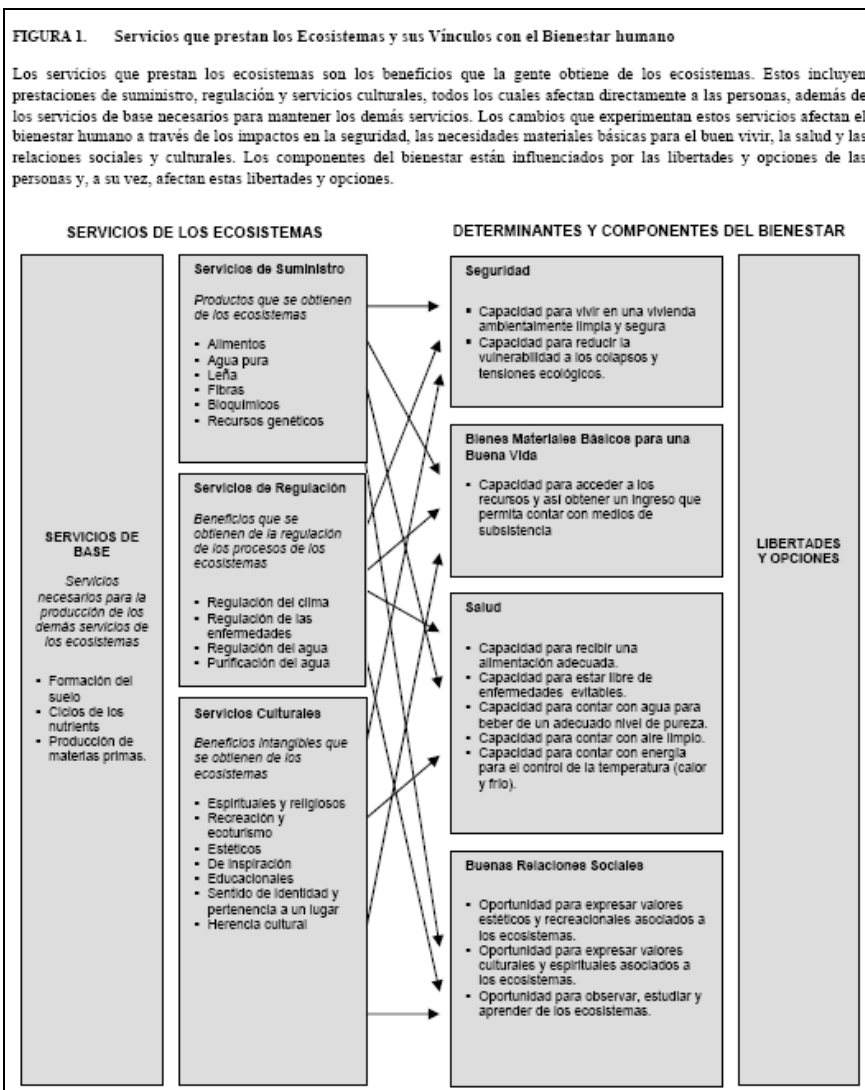 FIGURA 1. Servicios que prestan los Ecosistemas y sus Vínculos con el Bienestar humano
Los servicios que prestan los ecosistemas son los beneficios que la gente obtiene de los ecosistemas. Estos incluyen
prestaciones de suministro, regulación y servicios culturales, todos los cuales afectan directamente a las personas, además de
los servicios de base necesarios para mantener los demás servicios. Los cambios que experimentan estos servicios afectan el
bienestar humano a través de los impactos en la seguridad, las necesidades materiales básicas para el buen vivir, la salud y las
relaciones sociales y culturales. Los componentes del bienestar están influenciados por las libertades y opciones de las
personas y, a su vez, afectan estas libertades y opciones.
SERVICIOS DE LOS ECOSISTEMAS
SERVICIOS DE
BASE
Servicios
necesarios para la
producción de los
demás servicios de
los ecosistemas
▪ Formación del
suelo
▪ Ciclos de los
nutrients
▪ Producción de
materias primas.
Servicios de Suministro
Productos que se obtienen
de los ecosistemas
▪ Alimentos
▪ Agua pura
▪ Leña
▪ Fibras
▪ Bioquímicos
▪ Recursos genéticos
Servicios de Regulación
Beneficios que se
obtienen de la regulación
de los procesos de los
ecosistemas
▪ Regulación del clima
▪ Regulación de las
enfermedades
▪ Regulación del agua
▪ Purificación del agua
Servicios Culturales
Beneficios intangibles que
se obtienen de los
ecosistemas
▪ Espirituales y religiosos
▪ Recreación y
ecoturismo
▪ Estéticos
▪ De inspiración
▪ Educacionales
▪ Sentido de identidad y
pertenencia a un lugar
▪ Herencia cultural
DETERMINANTES Y COMPONENTES DEL BIENESTAR
Seguridad
▪ Capacidad para vivir en una vivienda
ambientalmente limpia y segura
▪ Capacidad para reducir la
vulnerabilidad a los colapsos y
tensiones ecológicos.
Bienes Materiales Básicos para una
Buena Vida
▪ Capacidad para acceder a los
recursos y así obtener un ingreso que
permita contar con medios de
subsistencia
Salud
▪ Capacidad para recibir una
alimentación adecuada.
▪ Capacidad para estar libre de
enfermedades evitables.
▪ Capacidad para contar con agua para
beber de un adecuado nivel de pureza.
▪ Capacidad para contar con aire limpio.
▪ Capacidad para contar con energía
para el control de la temperatura (calor
y frío).
Buenas Relaciones Sociales
▪ Oportunidad para expresar valores
estéticos y recreacionales asociados a
los ecosistemas.
▪ Oportunidad para expresar valores
culturales y espirituales asociados a
los ecosistemas.
▪ Oportunidad para observar, estudiar y
aprender de los ecosistemas.
LIBERTADES
Y OPCIONES